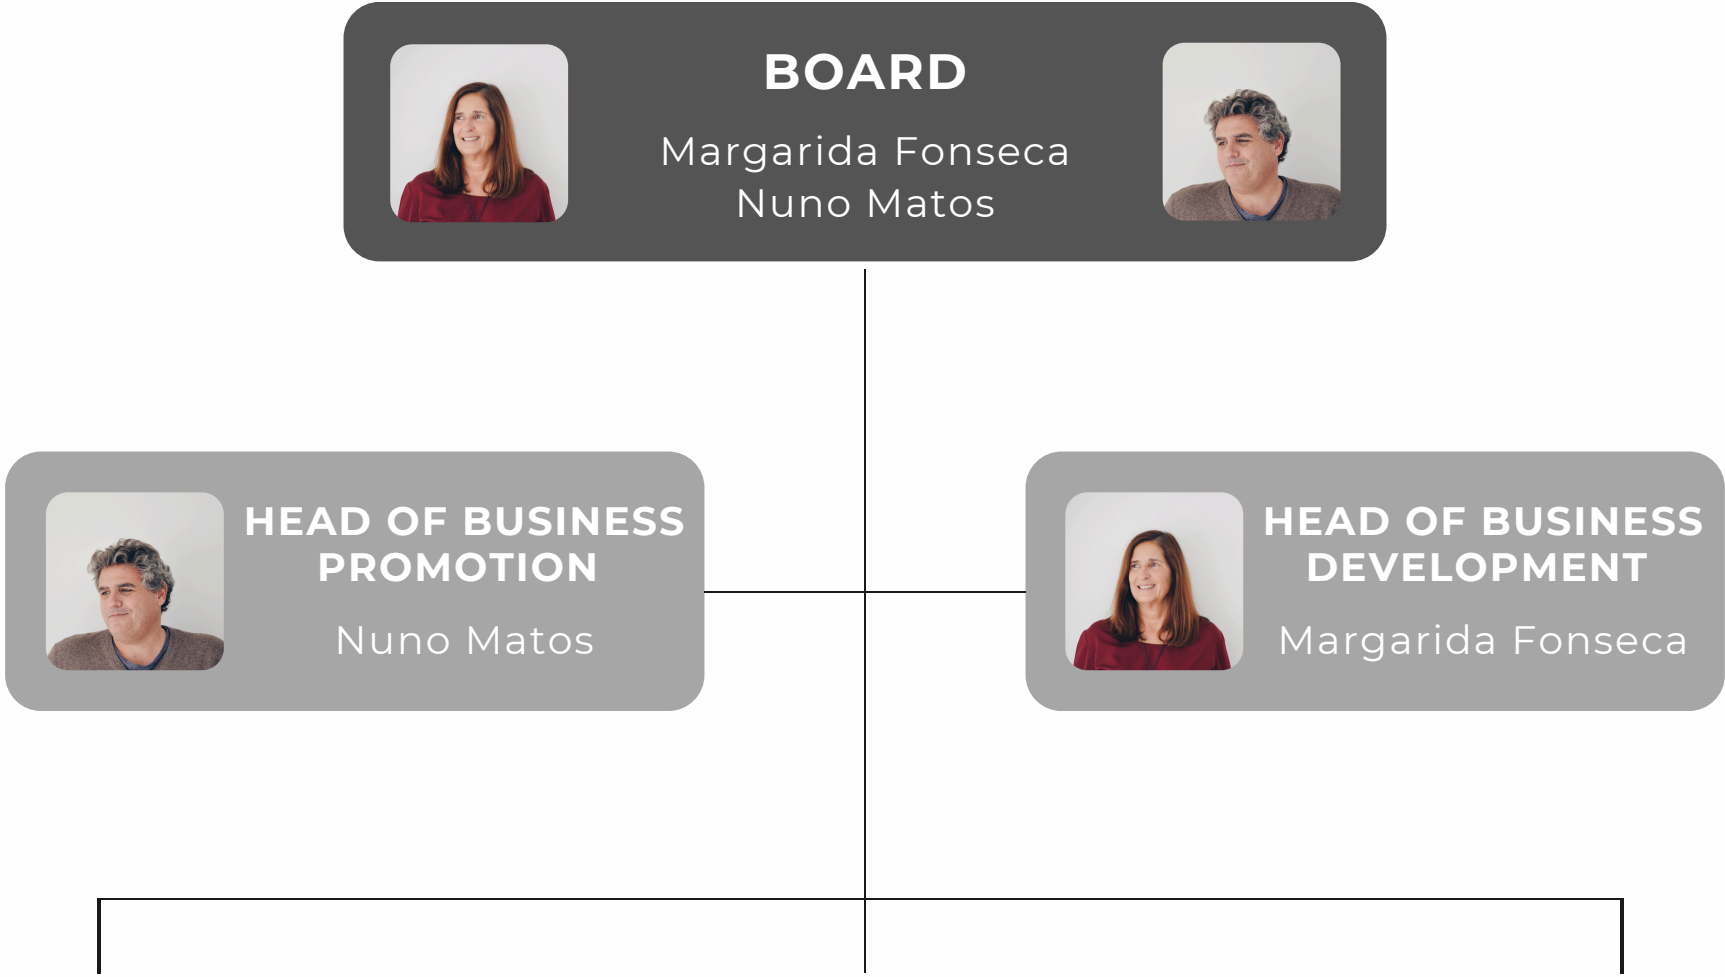 BOARD
Margarida Fonseca
Nuno Matos
HEAD OF BUSINESS
PROMOTION
Nuno Matos
HEAD OF BUSINESS
DEVELOPMENT
Margarida Fonseca